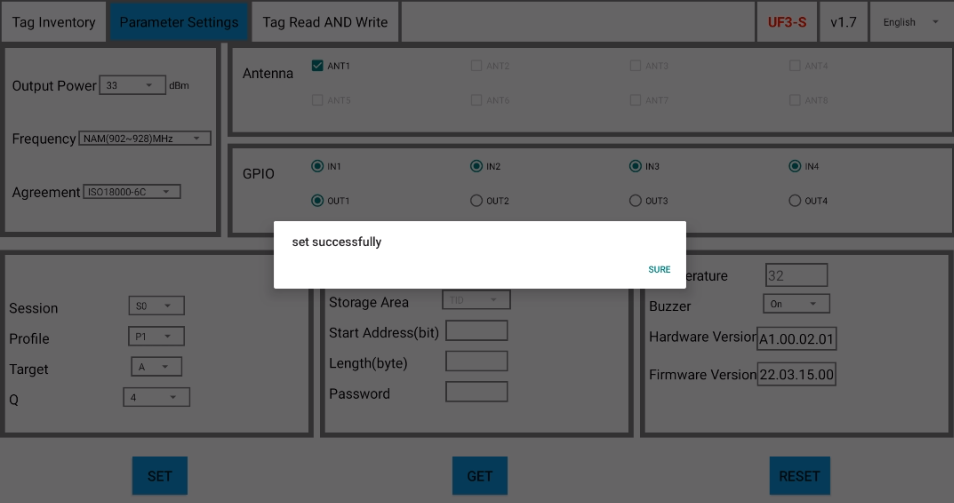 Tag Inventory
Parameter Settings
Tag Read AND Write
UF3-S
v1.7
English
Output Power 33 dBm
Frequency NAM(902~928)MHz
Agreement ISO18000-6C
Antenna
ANT1 ANT2 ANT3 ANT4
ANT5 ANT6 ANT7 ANT8
GPIO
IN1 IN2 IN3 IN4
OUT1 OUT2 OUT3 OUT4
set successfully
SURE
Session S0
Profile P1
Target A
Q 4
Storage Area TID
Start Address(bit)
Length(byte)
Password
erature 32
Buzzer On
Hardware Version A1.00.02.01
Firmware Version 22.03.15.00
SET
GET
RESET